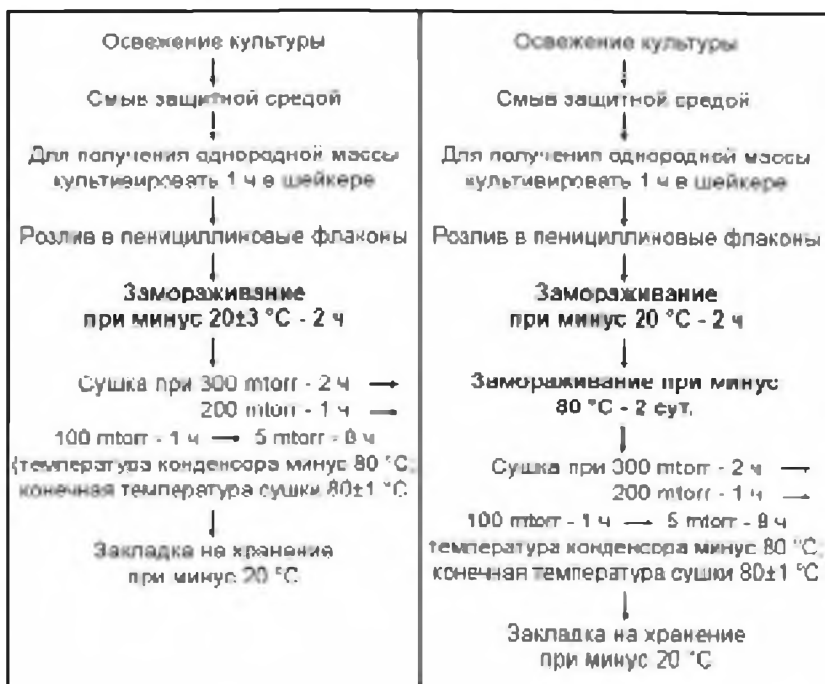 Освежение культуры
Смыв защитной средой
Для получения однородной массы
культивировать 1 ч в шейкере
Розлив в пенициллиновые флаконы
Замораживание
при минус 20±3 °С - 2 ч
Сушка при 300 mtorr - 2 ч →
200 mtorr - 1 ч →
100 mtorr - 1 ч → 5 mtorr - 8 ч
(температура конденсора минус 80 °С;
конечная температура сушки 80±1 °С
Закладка на хранение
при минус 20 °С
Освежение культуры
Смыв защитной средой
Для получения однородной массы
культивировать 1 ч в шейкере
Розлив в пенициллиновые флаконы
Замораживание
при минус 20 °С - 2 ч
Замораживание при минус
80 °С - 2 сут.
Сушка при 300 mtorr - 2 ч →
200 mtorr - 1 ч →
100 mtorr - 1 ч → 5 mtorr - 8 ч
температура конденсора минус 80 °С;
конечная температура сушки 80±1 °С
Закладка на хранение
при минус 20 °С